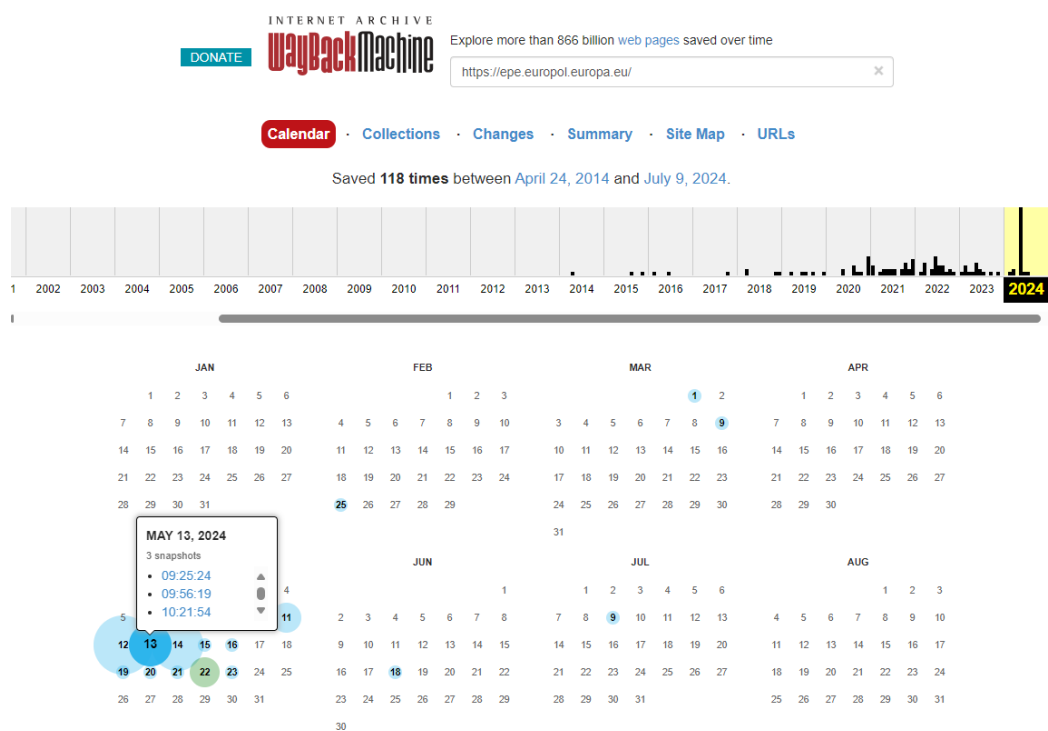 INTERNET ARCHIVE
DONATE
WayBackMachine
Explore more than 866 billion web pages saved over time
https://epe.europol.europa.eu/ ×
Calendar · Collections · Changes · Summary · Site Map · URLs
Saved 118 times between April 24, 2014 and July 9, 2024.
1 2002 2003 2004 2005 2006 2007 2008 2009 2010 2011 2012 2013 2014 2015 2016 2017 2018 2019 2020 2021 2022 2023 2024
JAN
1 2 3 4 5 6
7 8 9 10 11 12 13
14 15 16 17 18 19 20
21 22 23 24 25 26 27
28 29 30 31
FEB
1 2 3
4 5 6 7 8 9 10
11 12 13 14 15 16 17
18 19 20 21 22 23 24
25 26 27 28 29
MAR
1 2
3 4 5 6 7 8 9
10 11 12 13 14 15 16
17 18 19 20 21 22 23
24 25 26 27 28 29 30
31
APR
1 2 3 4 5 6
7 8 9 10 11 12 13
14 15 16 17 18 19 20
21 22 23 24 25 26 27
28 29 30
MAY 13, 2024
3 snapshots
• 09:25:24
• 09:56:19
• 10:21:54
4
5 11
12 13 14 15 16 17 18
19 20 21 22 23 24 25
26 27 28 29 30 31
JUN
1
2 3 4 5 6 7 8
9 10 11 12 13 14 15
16 17 18 19 20 21 22
23 24 25 26 27 28 29
30
JUL
1 2 3 4 5 6
7 8 9 10 11 12 13
14 15 16 17 18 19 20
21 22 23 24 25 26 27
28 29 30 31
AUG
1 2 3
4 5 6 7 8 9 10
11 12 13 14 15 16 17
18 19 20 21 22 23 24
25 26 27 28 29 30 31